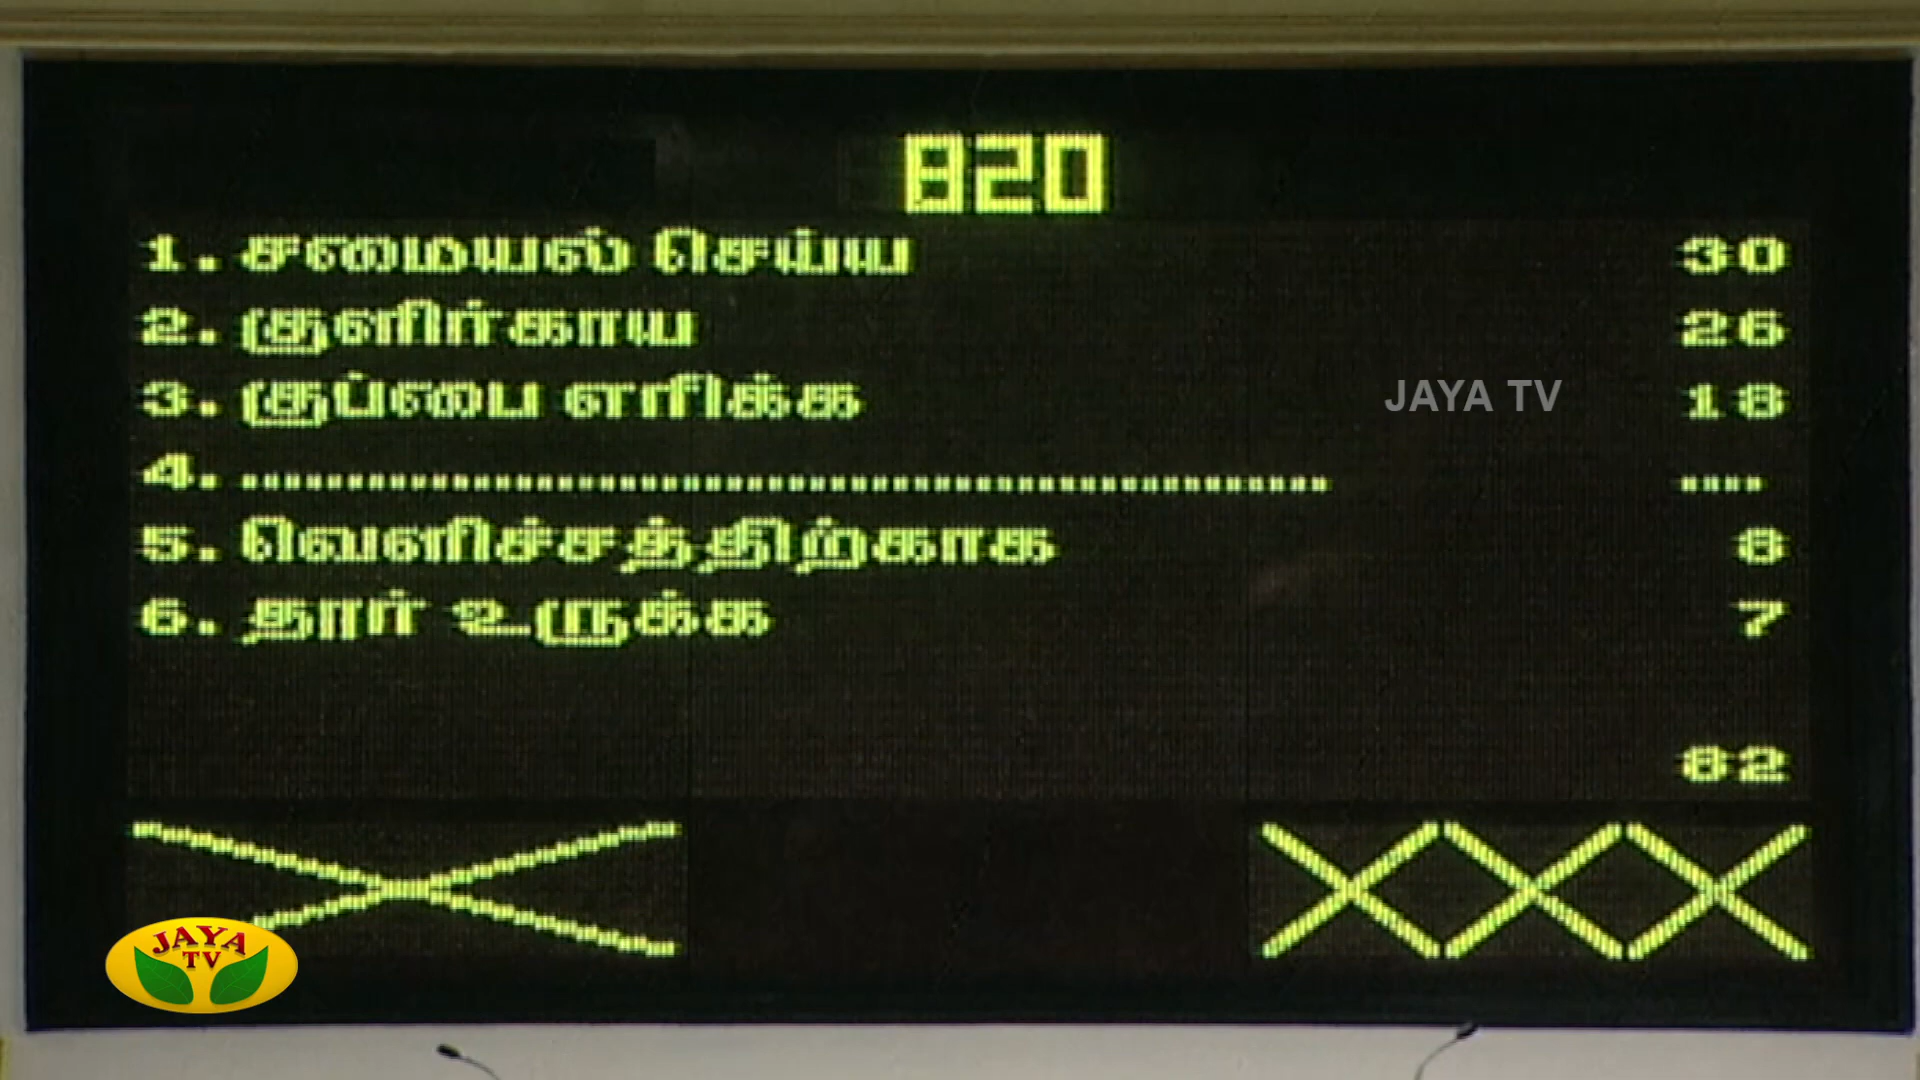 820
1. சமையல் செய்ய 30
2. குளிர்காய 26
3. குப்பை எரிக்க 18
JAYA TV
4. ............................................. ....
5. வெளிச்சத்திற்காக 8
6. தார் உருக்க 7
82
JAYA
TV